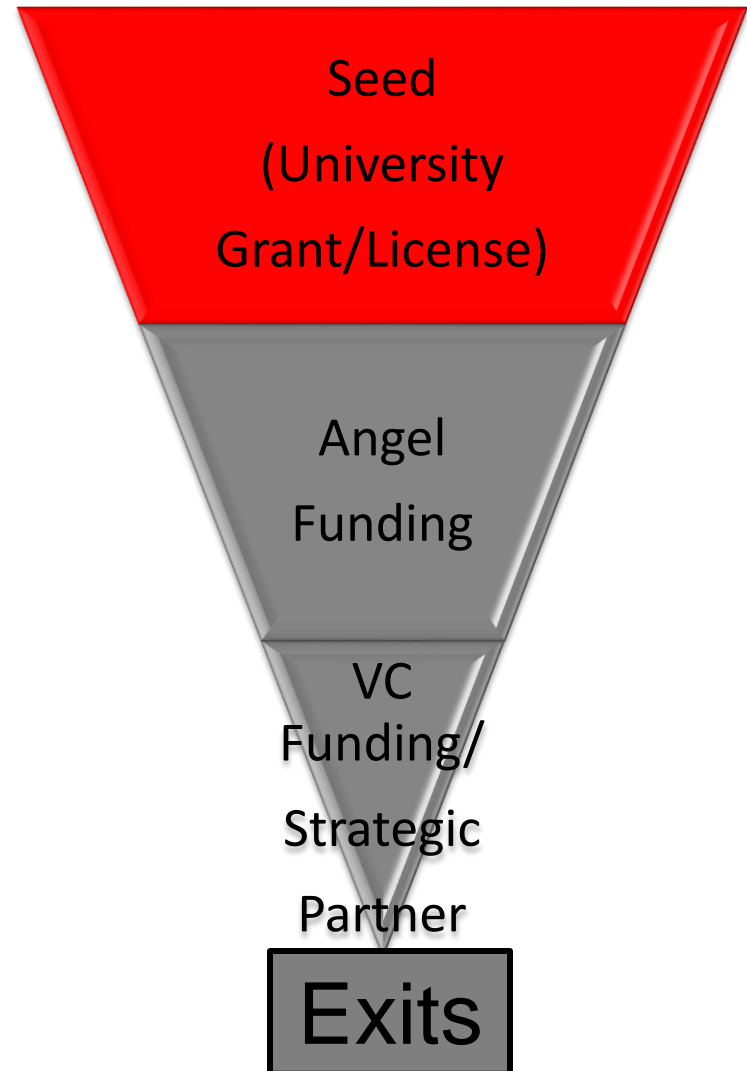 Seed
(University
Grant/License)
Angel
Funding
VC
Funding/
Strategic
Partner
Exits